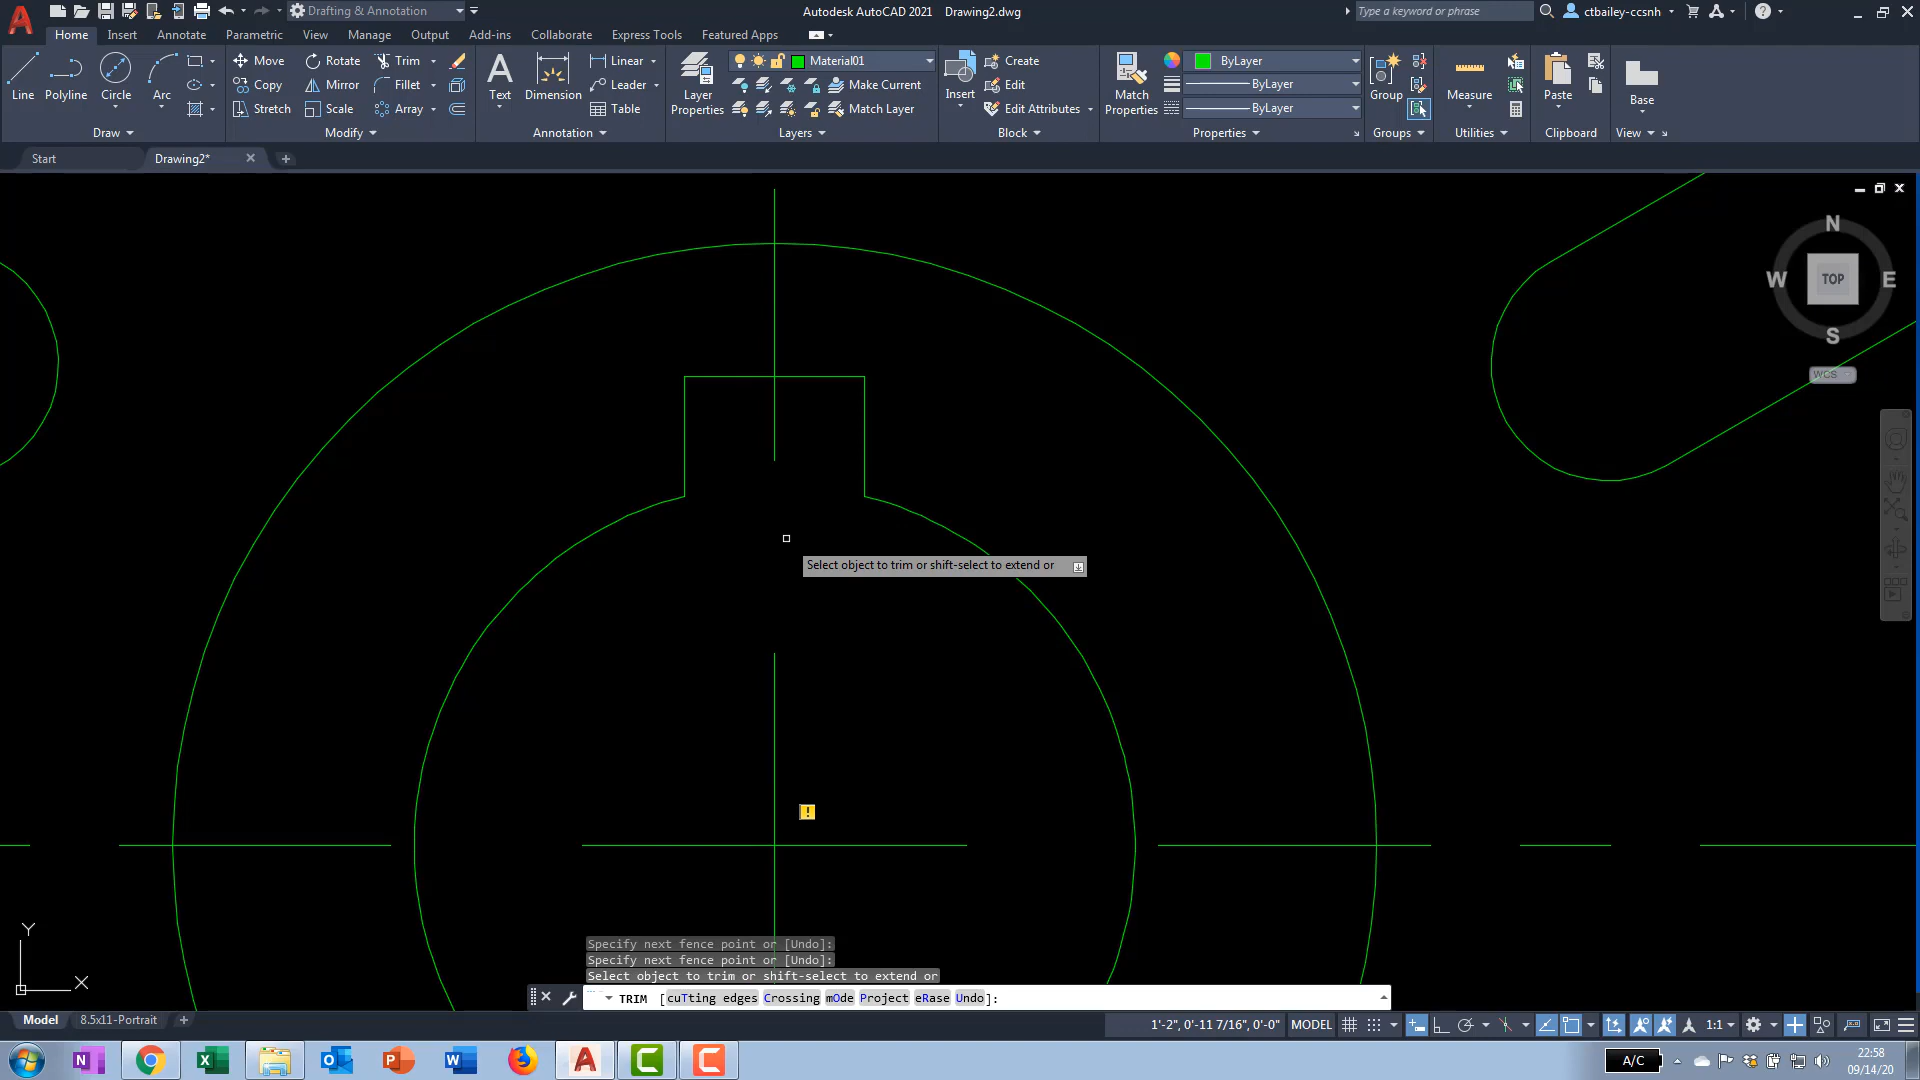 Drafting & Annotation
Autodesk AutoCAD 2021 Drawing2.dwg
Type a keyword or phrase
ctbailey-ccsnh
Home Insert Annotate Parametric View Manage Output Add-ins Collaborate Express Tools Featured Apps
Line Polyline Circle Arc
Draw
Move Rotate Trim
Copy Mirror Fillet
Stretch Scale Array
Modify
Text Dimension
Linear
Leader
Table
Annotation
Layer
Properties
Material01
Make Current
Match Layer
Layers
Insert
Create
Edit
Edit Attributes
Block
Match
Properties
ByLayer
ByLayer
ByLayer
Properties
Group
Groups
Measure
Utilities
Paste
Clipboard
Base
View
Start Drawing2*
N
W TOP E
S
WCS
Select object to trim or shift-select to extend or
Y
X
Specify next fence point or [Undo]:
Specify next fence point or [Undo]:
Select object to trim or shift-select to extend or
TRIM [cuTting edges Crossing mOde Project eRase Undo]:
Model 8.5x11-Portrait
1'-2", 0'-11 7/16", 0'-0" MODEL 1:1
A/C
22:58
09/14/20